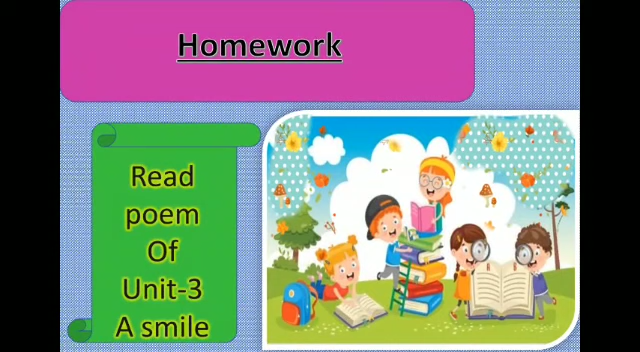 Homework
Read
poem
Of
Unit-3
A smile